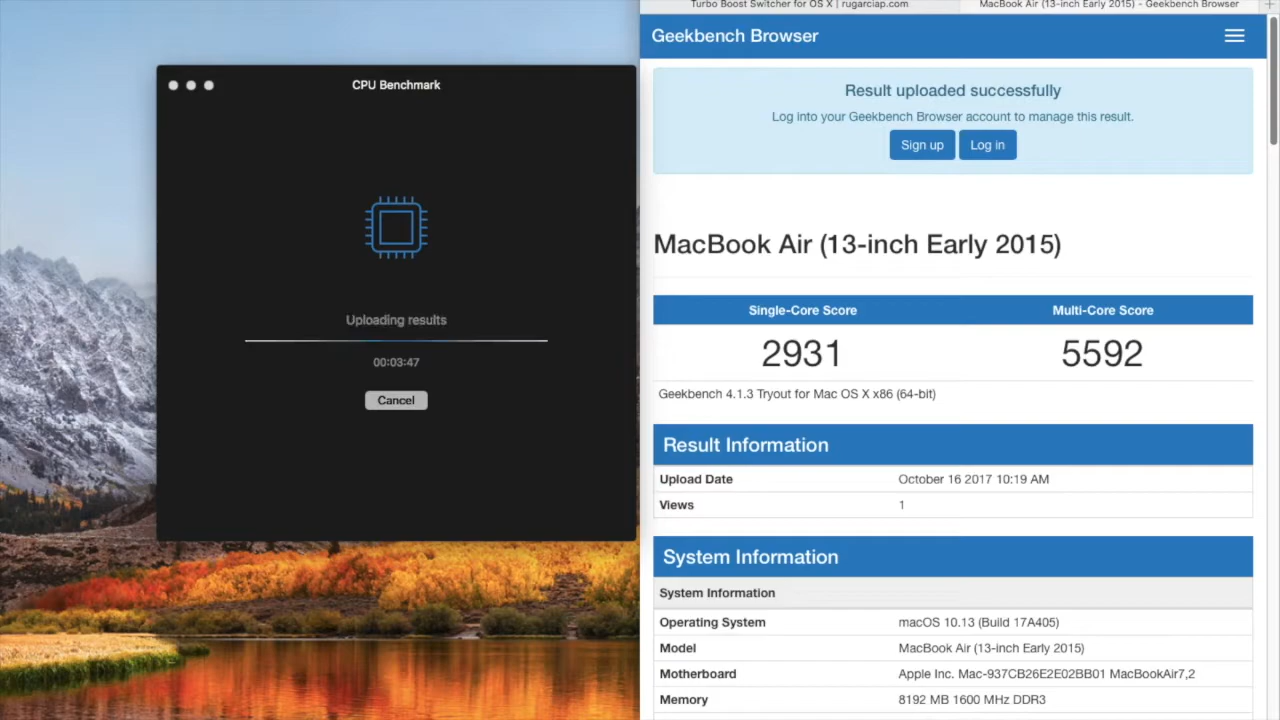 Turbo Boost Switcher for OS X | rugarciap.com
MacBook Air (13-inch Early 2015) - Geekbench Browser
CPU Benchmark
Uploading results
00:03:47
Cancel
Geekbench Browser
Result uploaded successfully
Log into your Geekbench Browser account to manage this result.
Sign up Log in
MacBook Air (13-inch Early 2015)
Single-Core Score Multi-Core Score
2931 5592
Geekbench 4.1.3 Tryout for Mac OS X x86 (64-bit)
Result Information
Upload Date October 16 2017 10:19 AM
Views 1
System Information
System Information
Operating System macOS 10.13 (Build 17A405)
Model MacBook Air (13-inch Early 2015)
Motherboard Apple Inc. Mac-937CB26E2E02BB01 MacBookAir7,2
Memory 8192 MB 1600 MHz DDR3